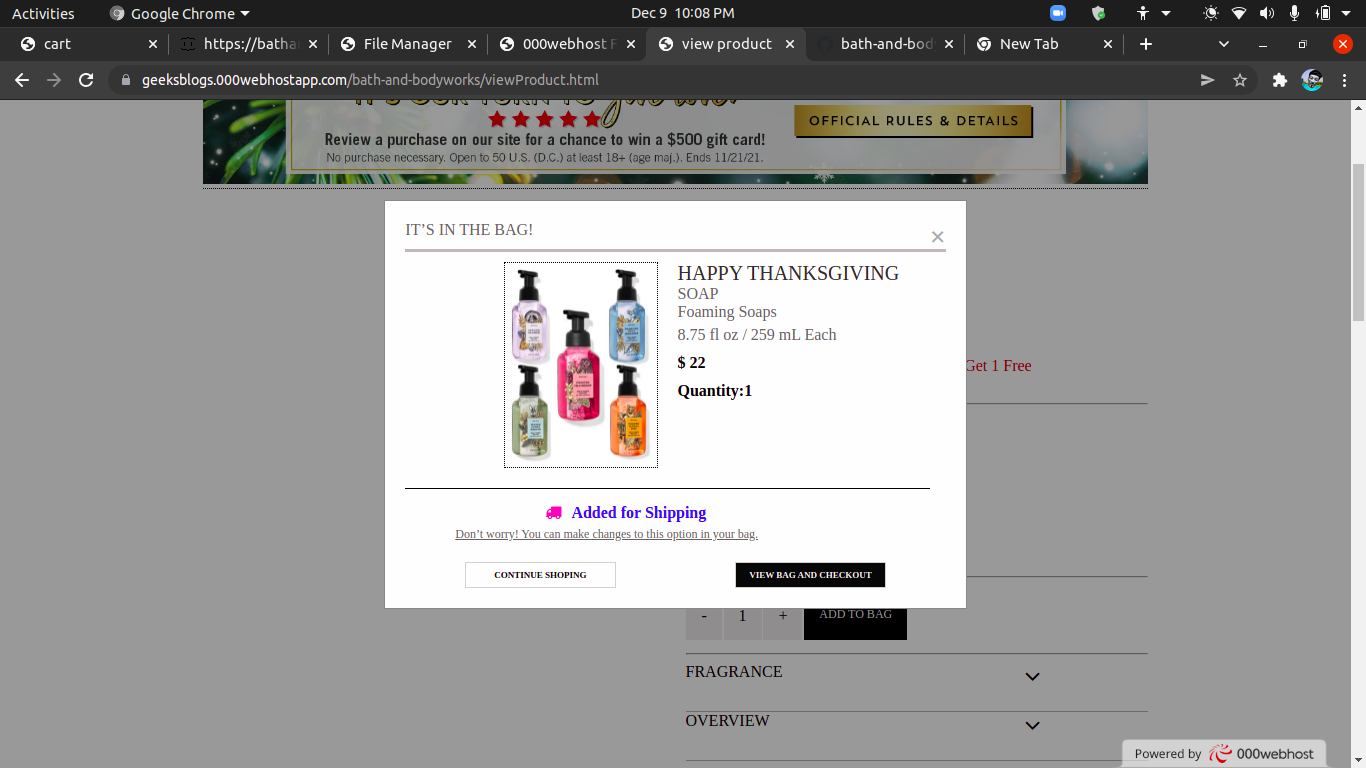 Activities
Google Chrome
Dec 9 10:08 PM
cart
https://batha
File Manager
000webhost F
view product
bath-and-bod
New Tab
geeksblogs.000webhostapp.com/bath-and-bodyworks/viewProduct.html
OFFICIAL RULES & DETAILS
Review a purchase on our site for a chance to win a $500 gift card!
No purchase necessary. Open to 50 U.S. (D.C.) at least 18+ (age maj.). Ends 11/21/21.
IT’S IN THE BAG!
HAPPY THANKSGIVING
SOAP
Foaming Soaps
8.75 fl oz / 259 mL Each
$ 22
Quantity:1
Get 1 Free
Added for Shipping
Don’t worry! You can make changes to this option in your bag.
CONTINUE SHOPING
VIEW BAG AND CHECKOUT
- 1 + ADD TO BAG
FRAGRANCE
OVERVIEW
Powered by 000webhost